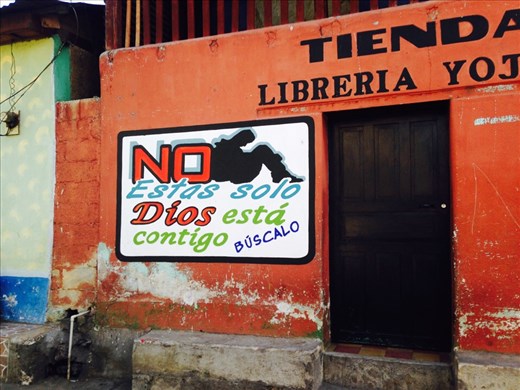 TIENDA
LIBRERIA YOJ
NO
Estas solo
Dios está
contigo BÚSCALO